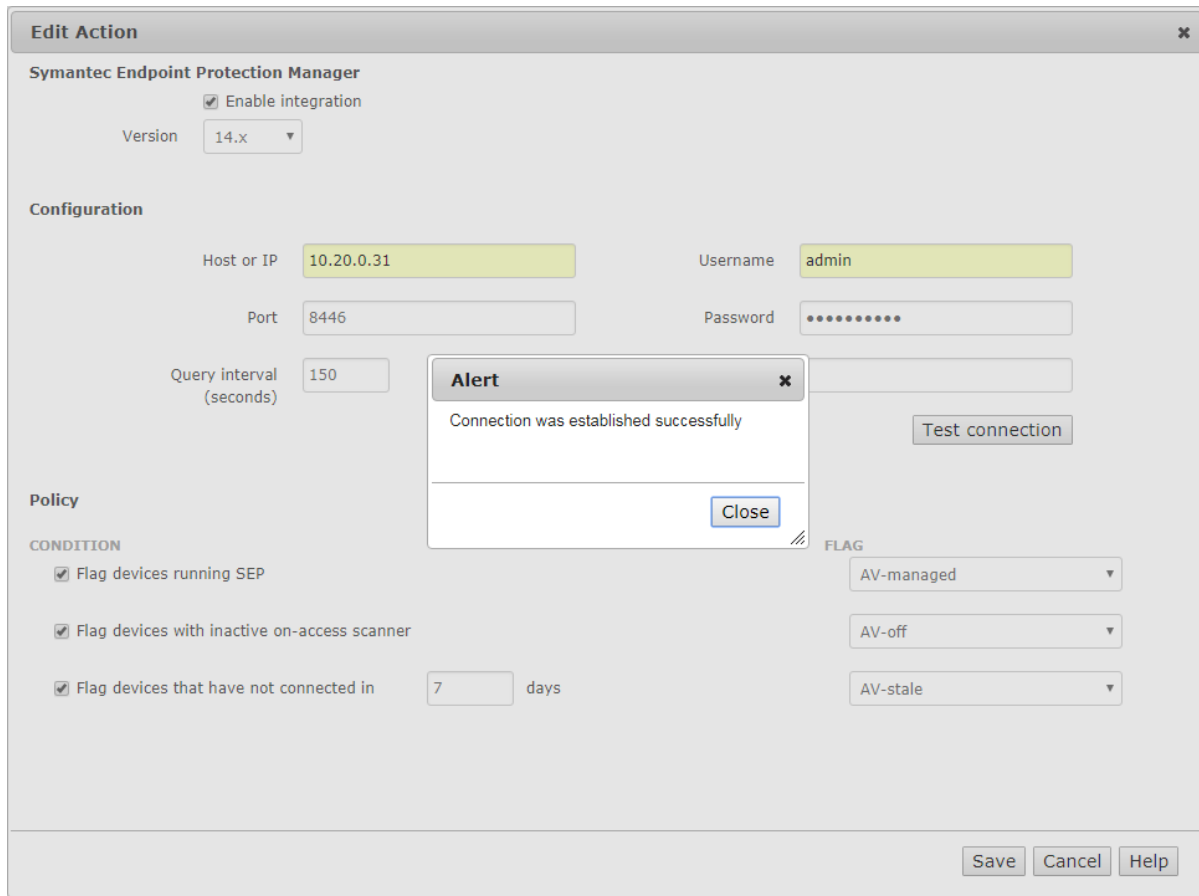 Edit Action
Symantec Endpoint Protection Manager
Enable integration
Version 14.x
Configuration
Host or IP 10.20.0.31 Username admin
Port 8446 Password ••••••••••
Query interval 150
(seconds)
Alert
Connection was established successfully
Test connection
Close
Policy
CONDITION FLAG
Flag devices running SEP AV-managed
Flag devices with inactive on-access scanner AV-off
Flag devices that have not connected in 7 days AV-stale
Save Cancel Help